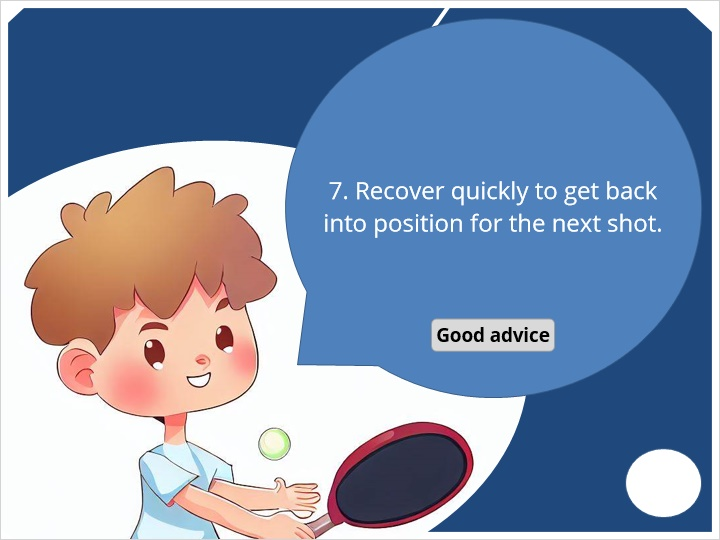 7. Recover quickly to get back
into position for the next shot.
Good advice